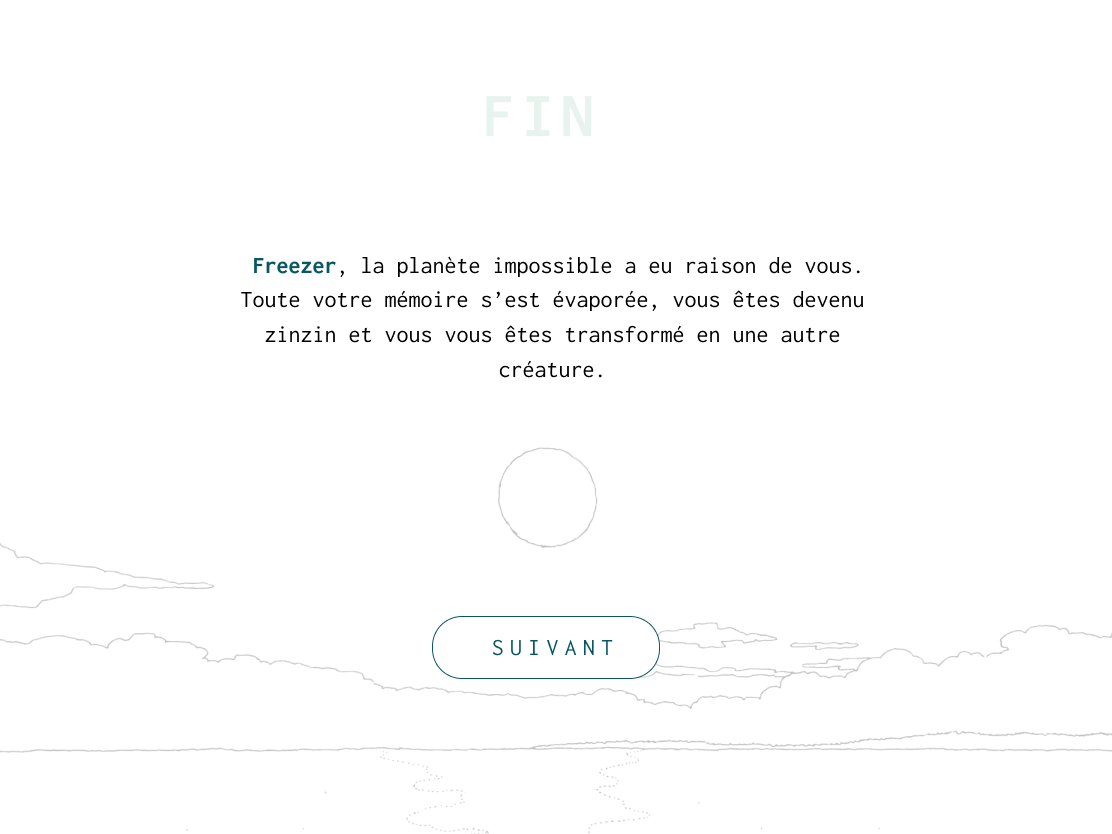 FIN
Freezer, la planète impossible a eu raison de vous.
Toute votre mémoire s’est évaporée, vous êtes devenu
zinzin et vous vous êtes transformé en une autre
créature.
SUIVANT